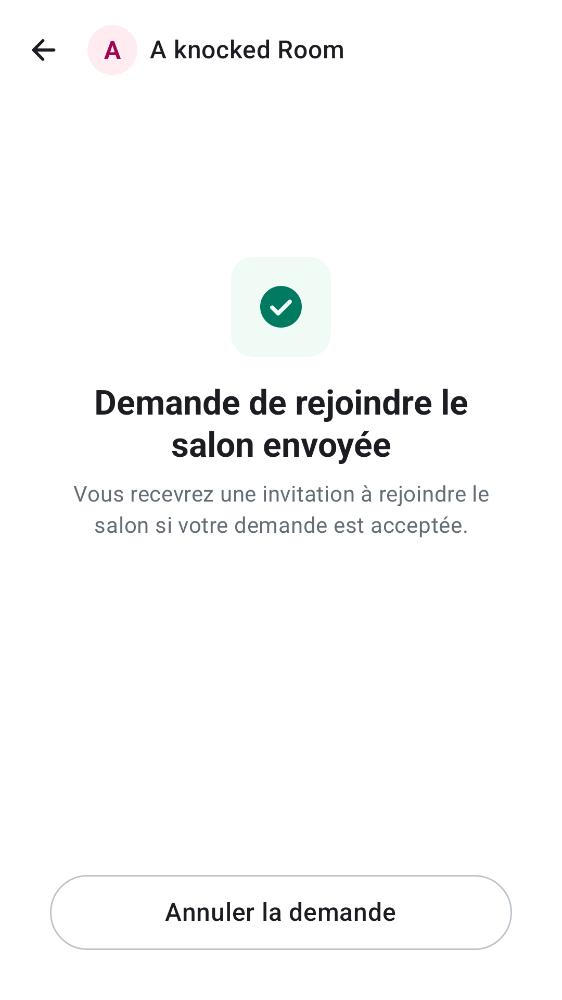 A
A knocked Room
Demande de rejoindre le
salon envoyée
Vous recevrez une invitation à rejoindre le
salon si votre demande est acceptée.
Annuler la demande